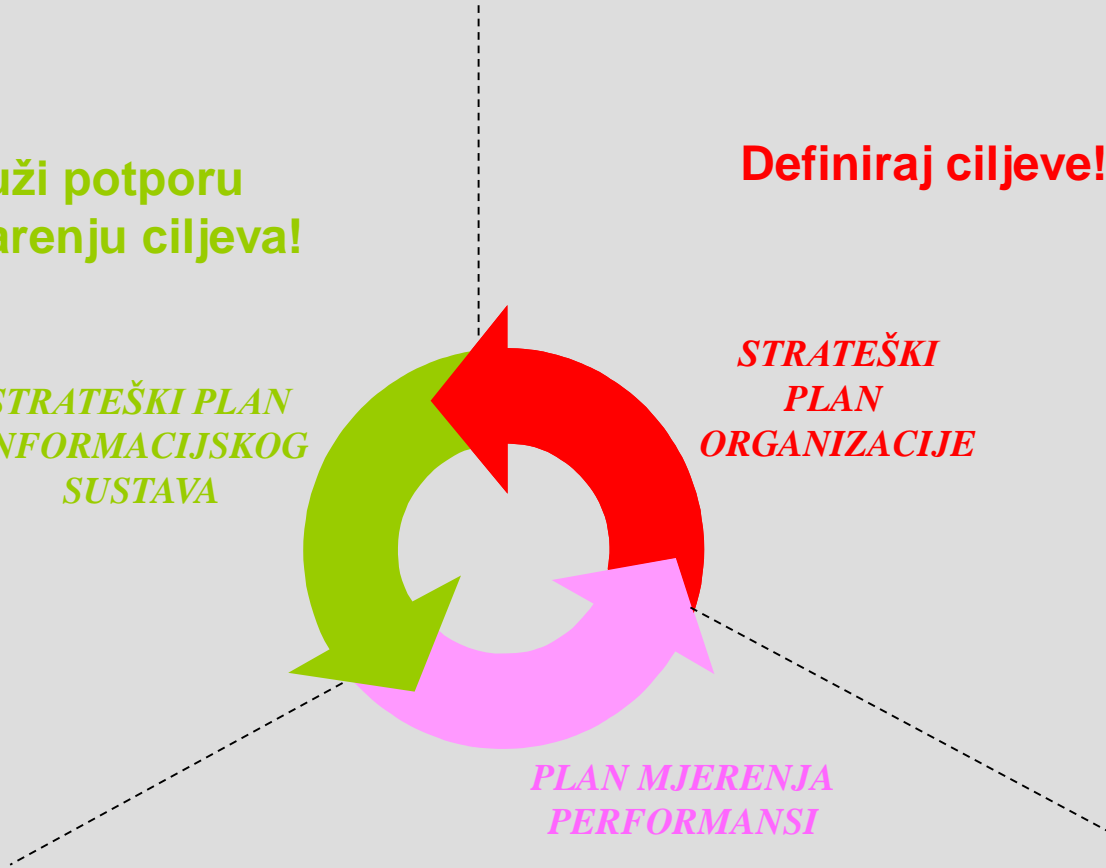 uži potporu
arenju ciljeva!
Definiraj ciljeve!
STRATEŠKI PLAN
NFORMACIJSKOG
SUSTAVA
STRATEŠKI
PLAN
ORGANIZACIJE
PLAN MJERENJA
PERFORMANSI